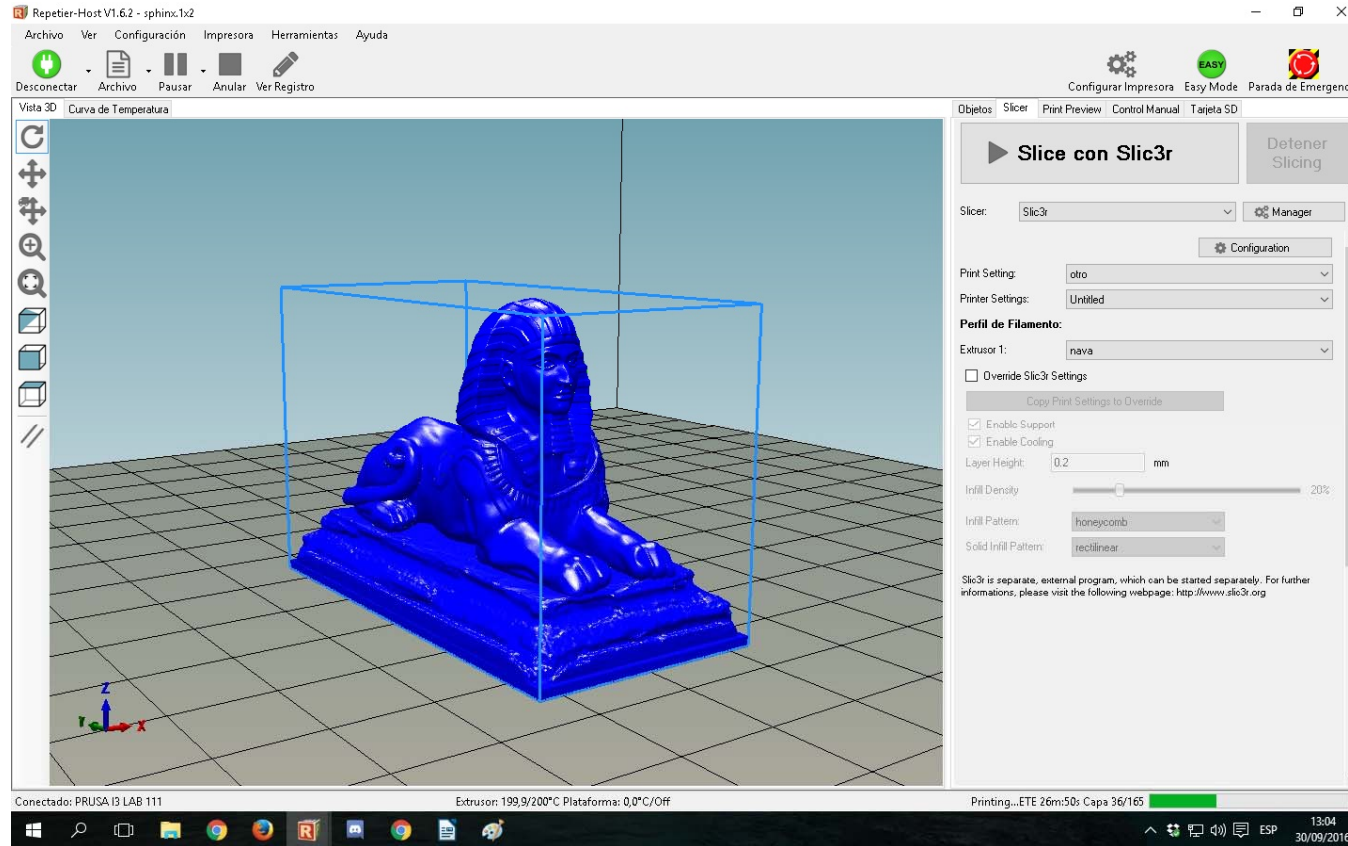 Repetier-Host V1.6.2 - sphinx.1x2
Archivo Ver Configuración Impresora Herramientas Ayuda
EASY
Desconectar Archivo Pausar Anular Ver Registro
Configurar Impresora Easy Mode Parada de Emergenc
Vista 3D Curva de Temperatura
Objetos Slicer Print Preview Control Manual Tarjeta SD
Slice con Slic3r
Detener
Slicing
Slicer: Slic3r Manager
Configuration
Print Setting: otro
Printer Settings: Untitled
Perfil de Filamento:
Extrusor 1: nava
Override Slic3r Settings
Copy Print Settings to Override
Enable Support
Enable Cooling
Layer Height: 0.2 mm
Infill Density 20%
Infill Pattern: honeycomb
Solid Infill Pattern: rectilinear
Slic3r is separate, external program, which can be started separately. For further
informations, please visit the following webpage: http://www.slic3r.org
Z
Y X
Conectado: PRUSA I3 LAB 111
Extrusor: 199,9/200°C Plataforma: 0,0°C/Off
Printing...ETE 26m:50s Capa 36/165
ESP
13:04
30/09/2016